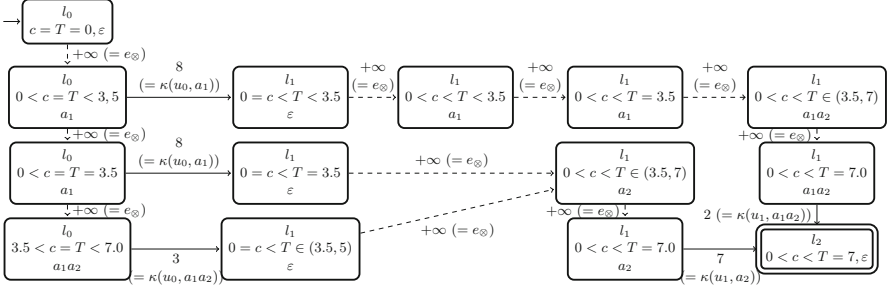 l₀
c = T = 0, ε
+∞ (= e⊗)
l₀
0 < c = T < 3, 5
a₁
8
(= κ(u₀, a₁))
l₁
0 = c < T < 3.5
ε
+∞
(= e⊗)
l₁
0 < c < T < 3.5
a₁
+∞
(= e⊗)
l₁
0 < c < T = 3.5
a₁
+∞
(= e⊗)
l₁
0 < c < T ∈ (3.5, 7)
a₁a₂
+∞ (= e⊗)
+∞ (= e⊗)
l₀
0 < c = T = 3.5
a₁
8
(= κ(u₀, a₁))
l₁
0 = c < T = 3.5
ε
+∞ (= e⊗)
l₁
0 < c < T ∈ (3.5, 7)
a₂
l₁
0 < c < T = 7.0
a₁a₂
+∞ (= e⊗)
+∞ (= e⊗)
2 (= κ(u₁, a₁a₂))
l₀
3.5 < c = T < 7.0
a₁a₂
3
(= κ(u₀, a₁a₂))
l₁
0 = c < T ∈ (3.5, 5)
ε
+∞ (= e⊗)
l₁
0 < c < T = 7.0
a₂
7
(= κ(u₁, a₂))
l₂
0 < c < T = 7, ε